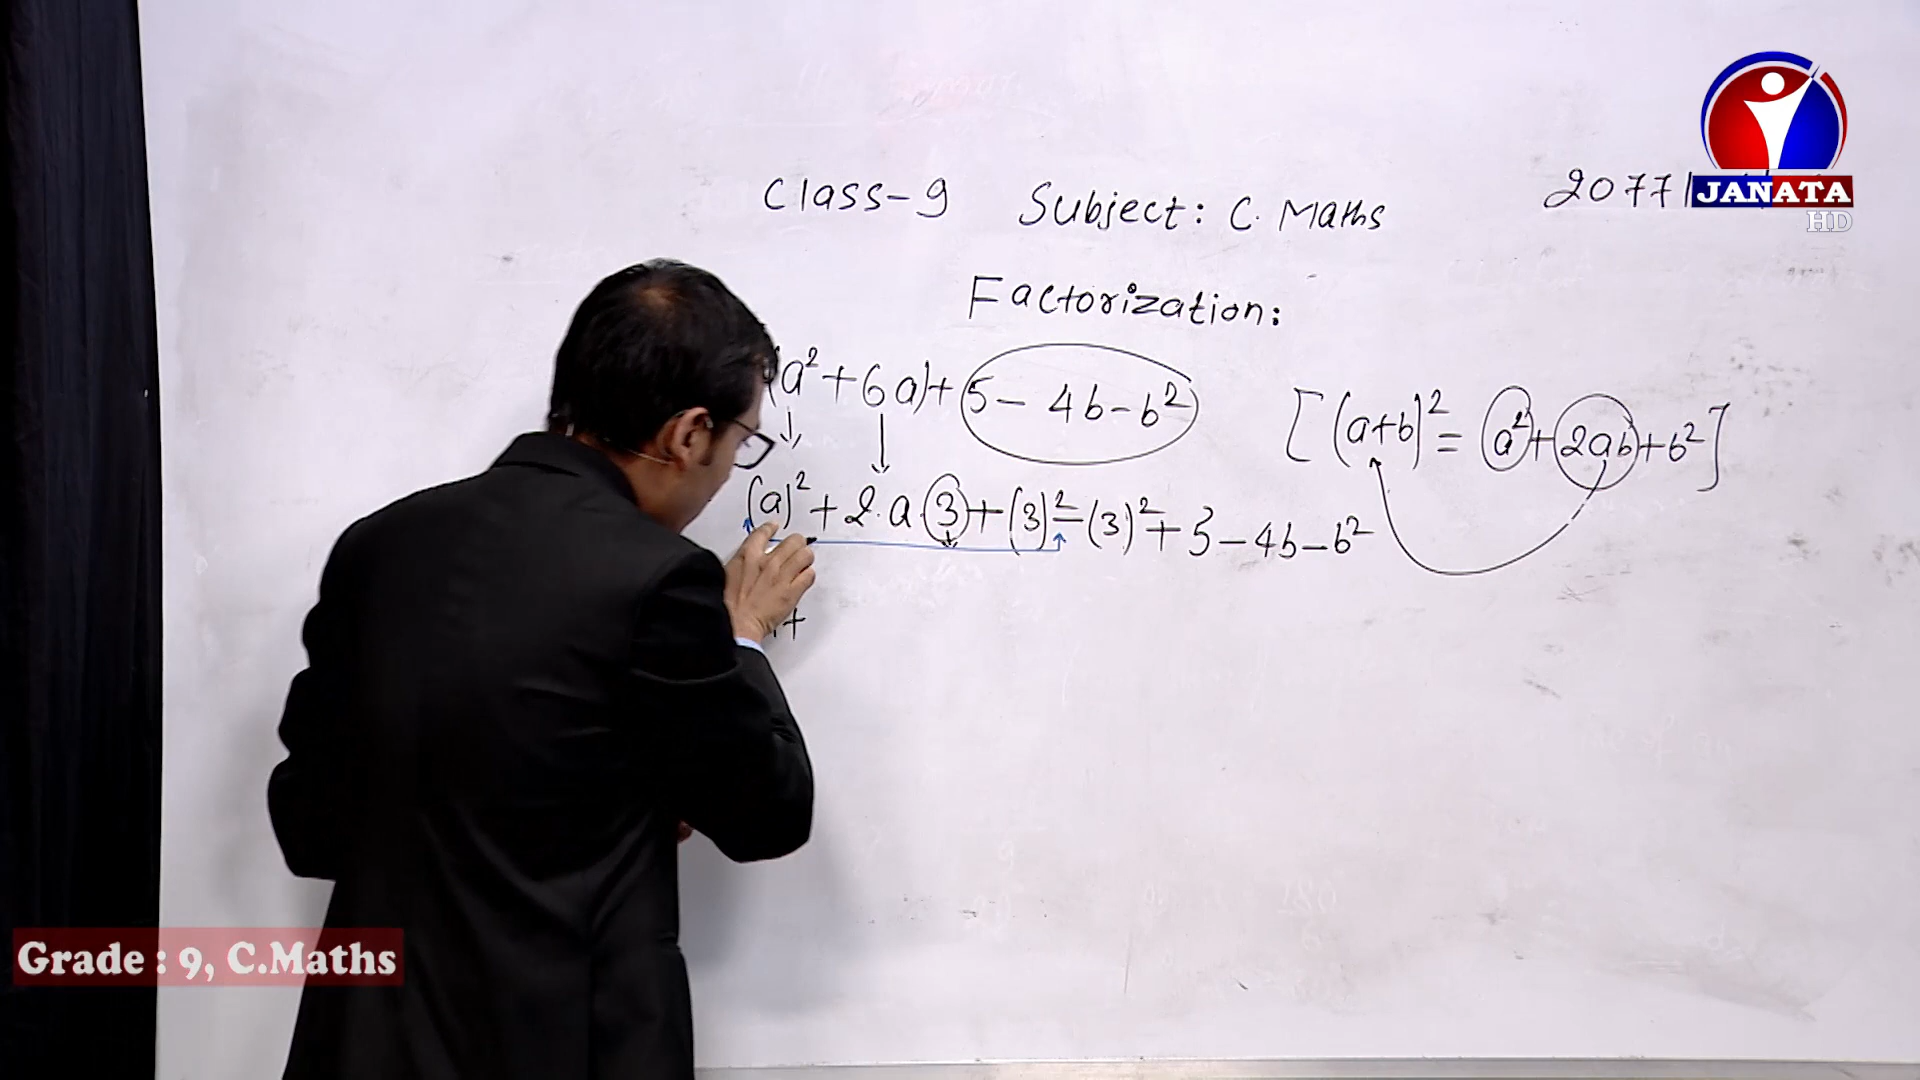 Class-9 Subject: C. Maths 2077/
JANATA
HD
Factorization:
(a²+6a)+5-4b-b² [(a+b)²=a²+2ab+b²]
(a)²+2.a.3+(3)²-(3)²+5-4b-b²
+
Grade : 9, C.Maths